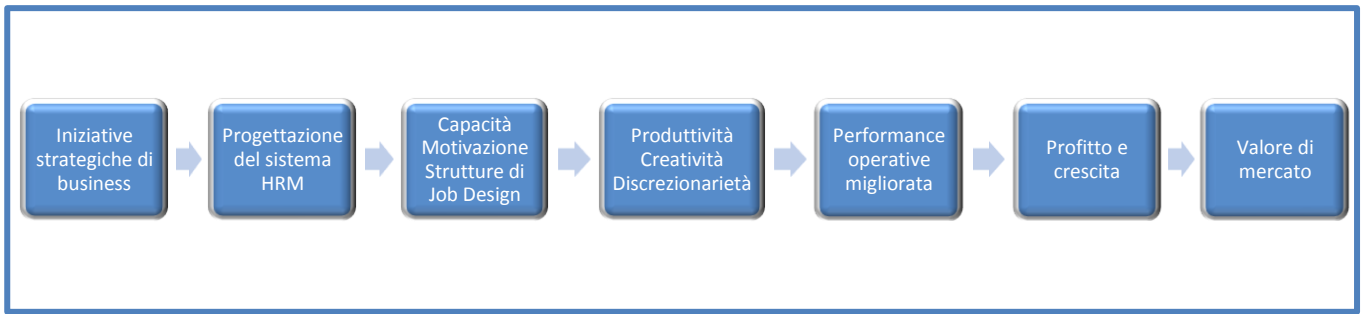 Iniziative
strategiche di
business
Progettazione
del sistema
HRM
Capacità
Motivazione
Strutture di
Job Design
Produttività
Creatività
Discrezionarietà
Performance
operative
migliorata
Profitto e
crescita
Valore di
mercato